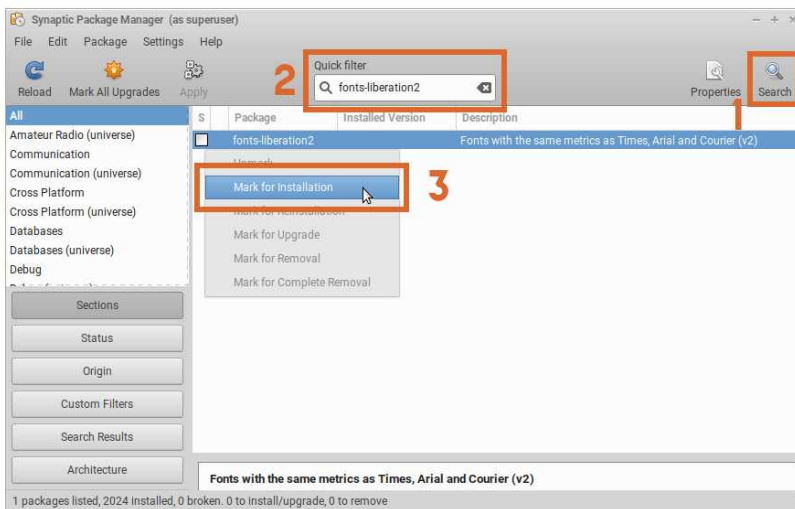 Synaptic Package Manager (as superuser)
File Edit Package Settings Help
Reload Mark All Upgrades Apply
2
Quick filter
fonts-liberation2
Properties Search
1
All
Amateur Radio (universe)
Communication
Communication (universe)
Cross Platform
Cross Platform (universe)
Databases
Databases (universe)
Debug
S Package Installed Version Description
fonts-liberation2 Fonts with the same metrics as Times, Arial and Courier (v2)
Unmark
Mark for Installation
3
Mark for Reinstallation
Mark for Upgrade
Mark for Removal
Mark for Complete Removal
Sections
Status
Origin
Custom Filters
Search Results
Architecture
Fonts with the same metrics as Times, Arial and Courier (v2)
1 packages listed, 2024 installed, 0 broken. 0 to install/upgrade, 0 to remove